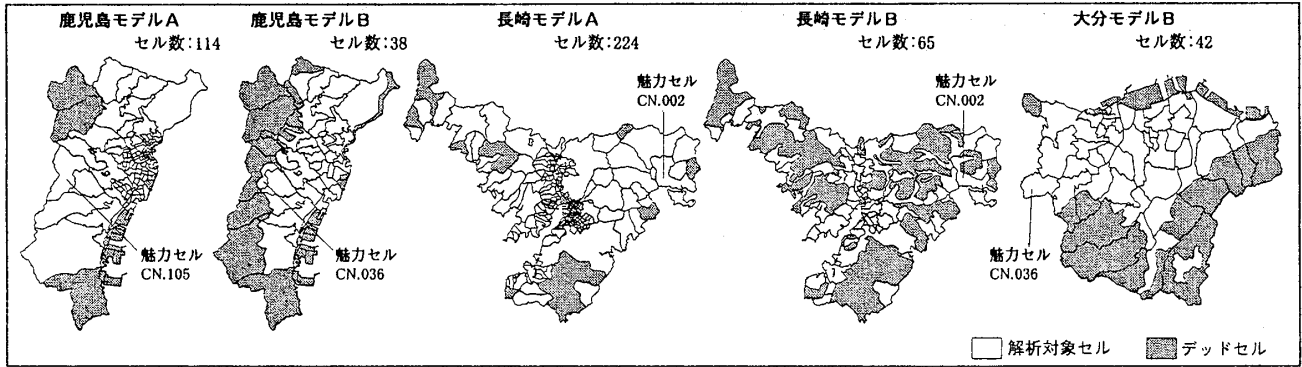 鹿児島モデルA
セル数:114
魅力セル
CN.105
鹿児島モデルB
セル数:38
魅力セル
CN.036
長崎モデルA
セル数:224
魅力セル
CN.002
長崎モデルB
セル数:65
魅力セル
CN.002
大分モデルB
セル数:42
魅力セル
CN.036
解析対象セル
デッドセル